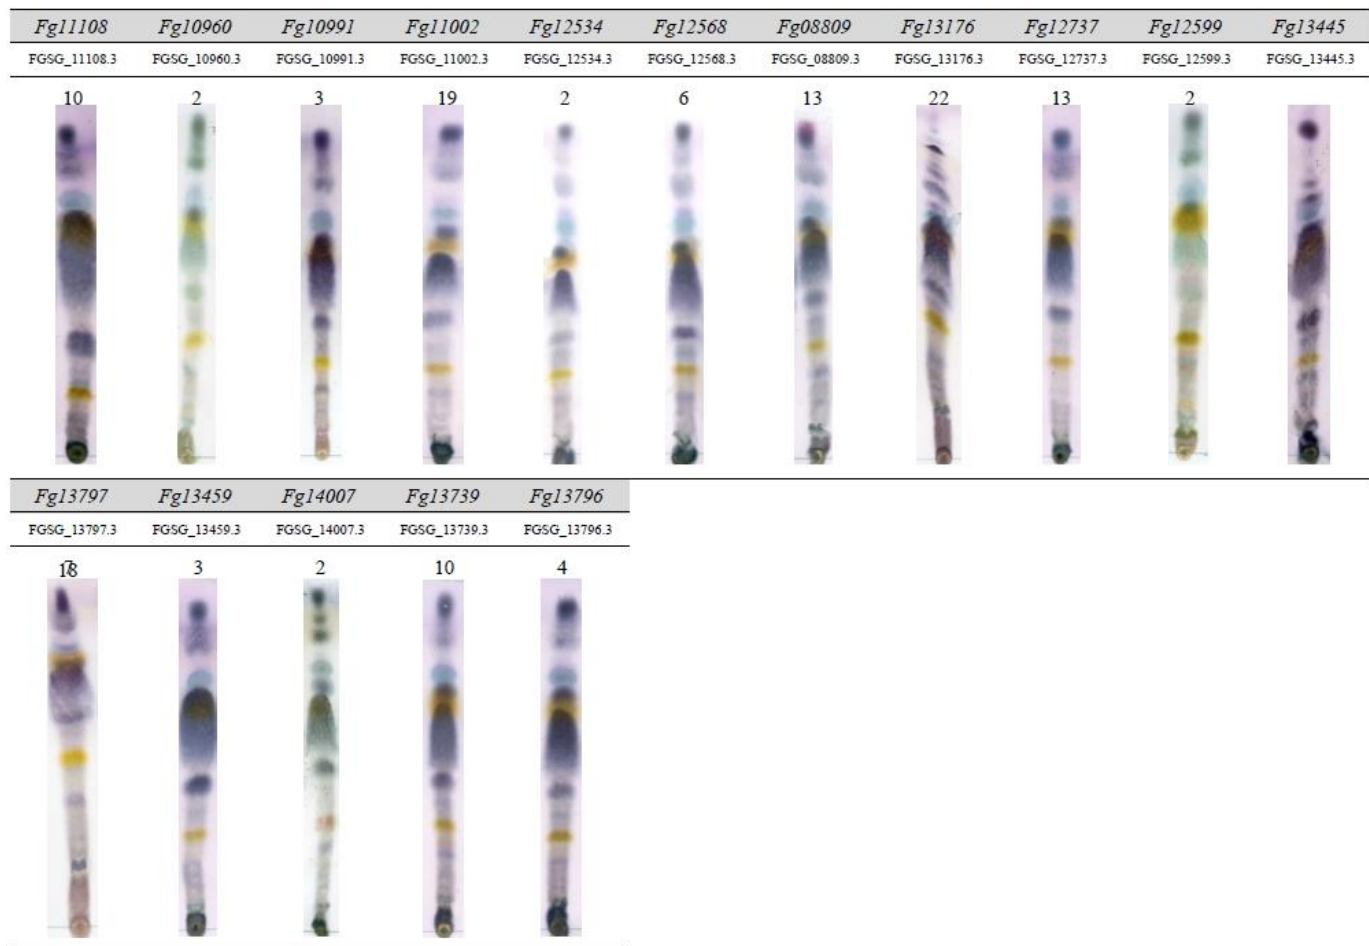 Fg11108 Fg10960 Fg10991 Fg11002 Fg12534 Fg12568 Fg08809 Fg13176 Fg12737 Fg12599 Fg13445
FGSG_11108.3 FGSG_10960.3 FGSG_10991.3 FGSG_11002.3 FGSG_12534.3 FGSG_12568.3 FGSG_08809.3 FGSG_13176.3 FGSG_12737.3 FGSG_12599.3 FGSG_13445.3
10 2 3 19 2 6 13 22 13 2
Fg13797 Fg13459 Fg14007 Fg13739 Fg13796
FGSG_13797.3 FGSG_13459.3 FGSG_14007.3 FGSG_13739.3 FGSG_13796.3
3 2 10 4